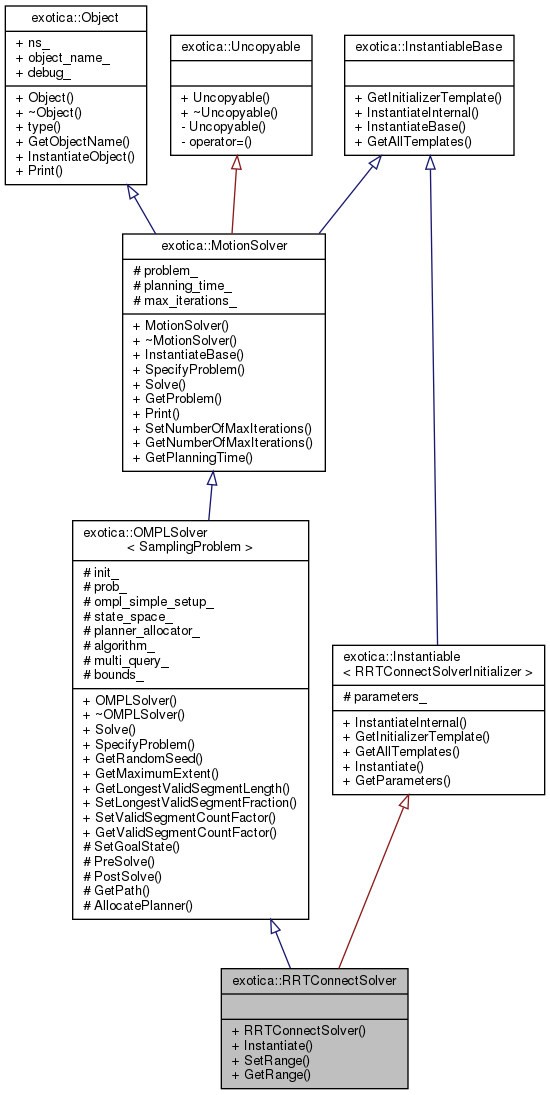 exotica::Object
+ ns_
+ object_name_
+ debug_
+ Object()
+ ~Object()
+ type()
+ GetObjectName()
+ InstantiateObject()
+ Print()
exotica::Uncopyable
+ Uncopyable()
+ ~Uncopyable()
- Uncopyable()
- operator=()
exotica::InstantiableBase
+ GetInitializerTemplate()
+ InstantiateInternal()
+ InstantiateBase()
+ GetAllTemplates()
exotica::MotionSolver
# problem_
# planning_time_
# max_iterations_
+ MotionSolver()
+ ~MotionSolver()
+ InstantiateBase()
+ SpecifyProblem()
+ Solve()
+ GetProblem()
+ Print()
+ SetNumberOfMaxIterations()
+ GetNumberOfMaxIterations()
+ GetPlanningTime()
exotica::OMPLSolver
< SamplingProblem >
# init_
# prob_
# ompl_simple_setup_
# state_space_
# planner_allocator_
# algorithm_
# multi_query_
# bounds_
+ OMPLSolver()
+ ~OMPLSolver()
+ Solve()
+ SpecifyProblem()
+ GetRandomSeed()
+ GetMaximumExtent()
+ GetLongestValidSegmentLength()
+ SetLongestValidSegmentFraction()
+ SetValidSegmentCountFactor()
+ GetValidSegmentCountFactor()
# SetGoalState()
# PreSolve()
# PostSolve()
# GetPath()
# AllocatePlanner()
exotica::Instantiable
< RRTConnectSolverInitializer >
# parameters_
+ InstantiateInternal()
+ GetInitializerTemplate()
+ GetAllTemplates()
+ Instantiate()
+ GetParameters()
exotica::RRTConnectSolver
+ RRTConnectSolver()
+ Instantiate()
+ SetRange()
+ GetRange()